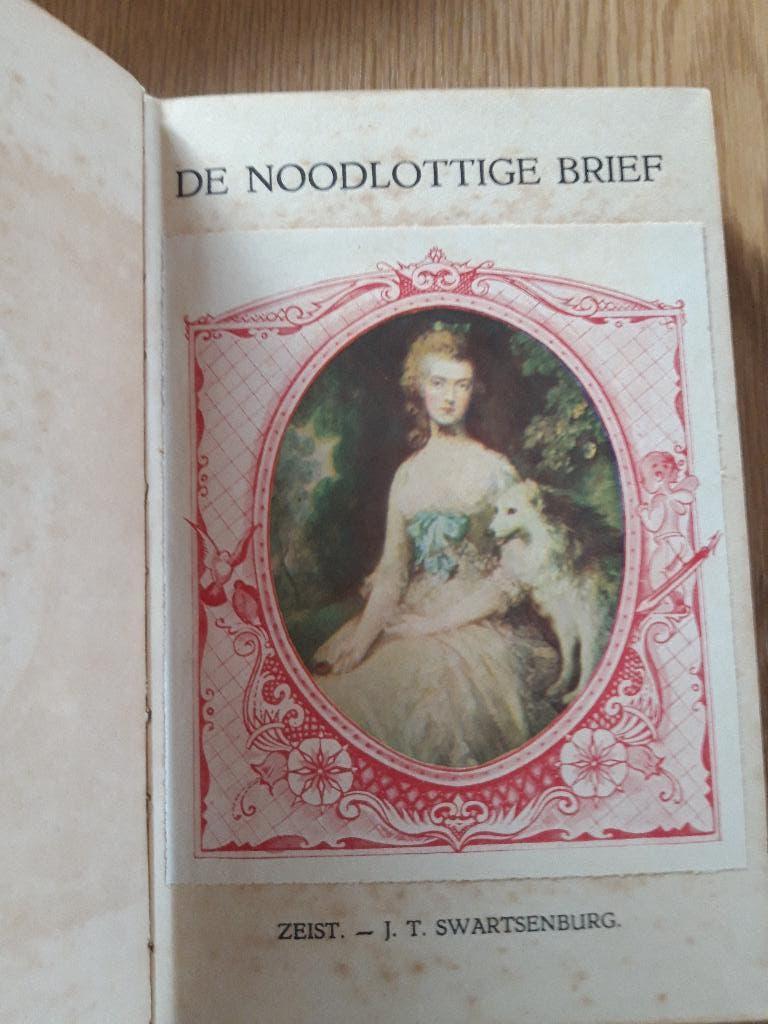 DE NOODLOTTIGE BRIEF
ZEIST. — J. T. SWARTSENBURG.